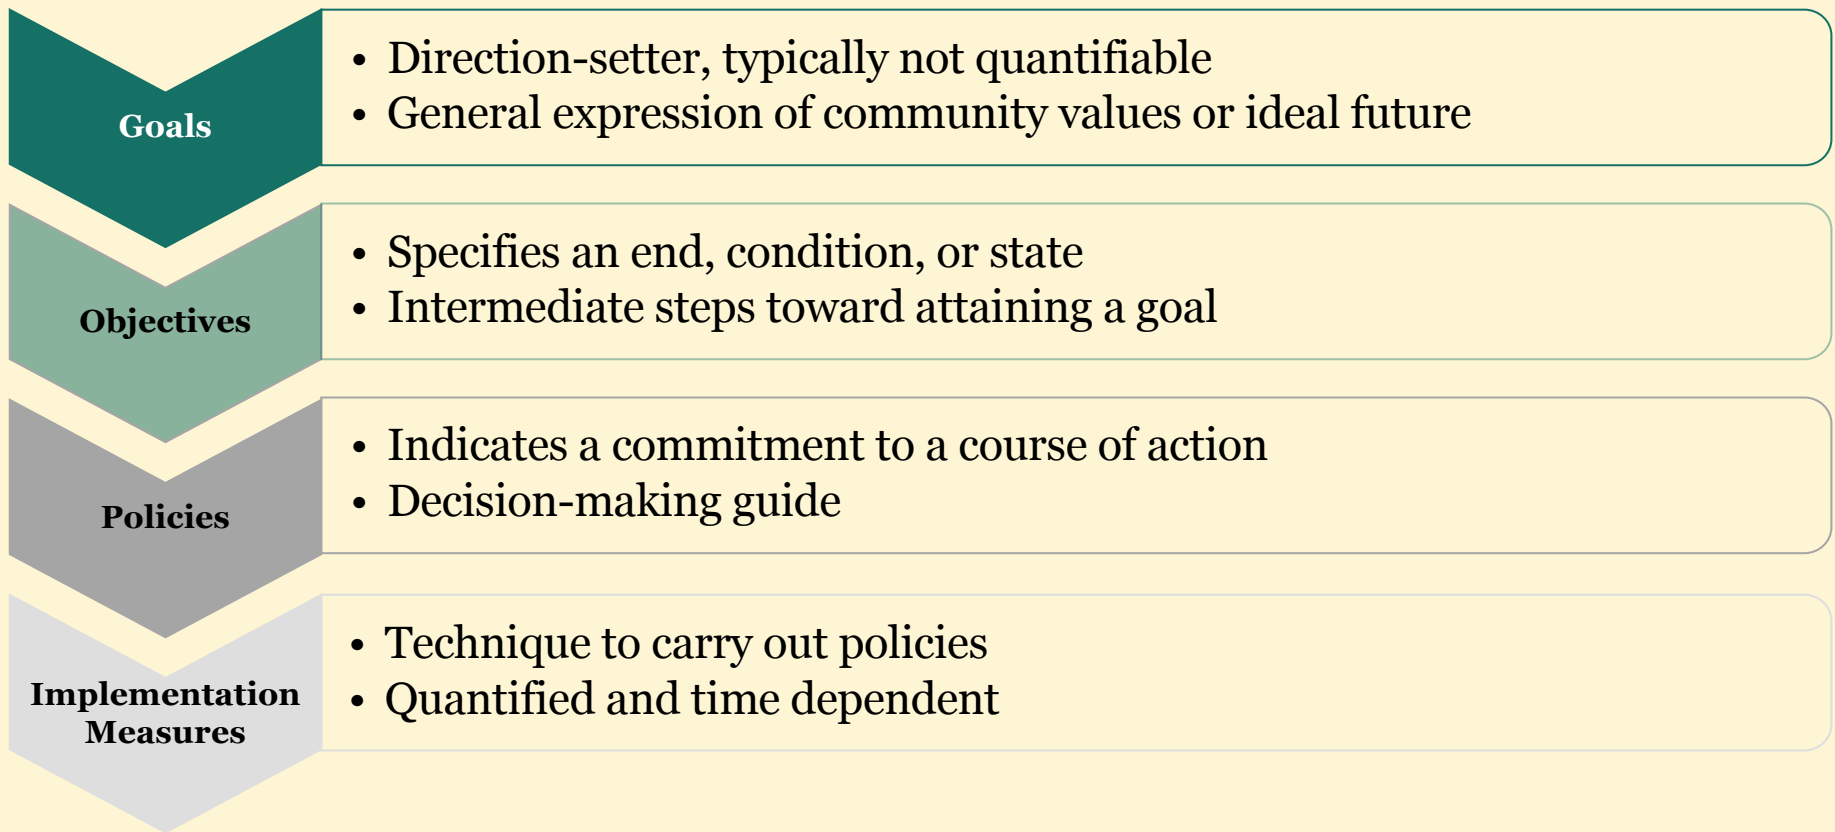 Goals
• Direction-setter, typically not quantifiable
• General expression of community values or ideal future
Objectives
• Specifies an end, condition, or state
• Intermediate steps toward attaining a goal
Policies
• Indicates a commitment to a course of action
• Decision-making guide
Implementation
Measures
• Technique to carry out policies
• Quantified and time dependent